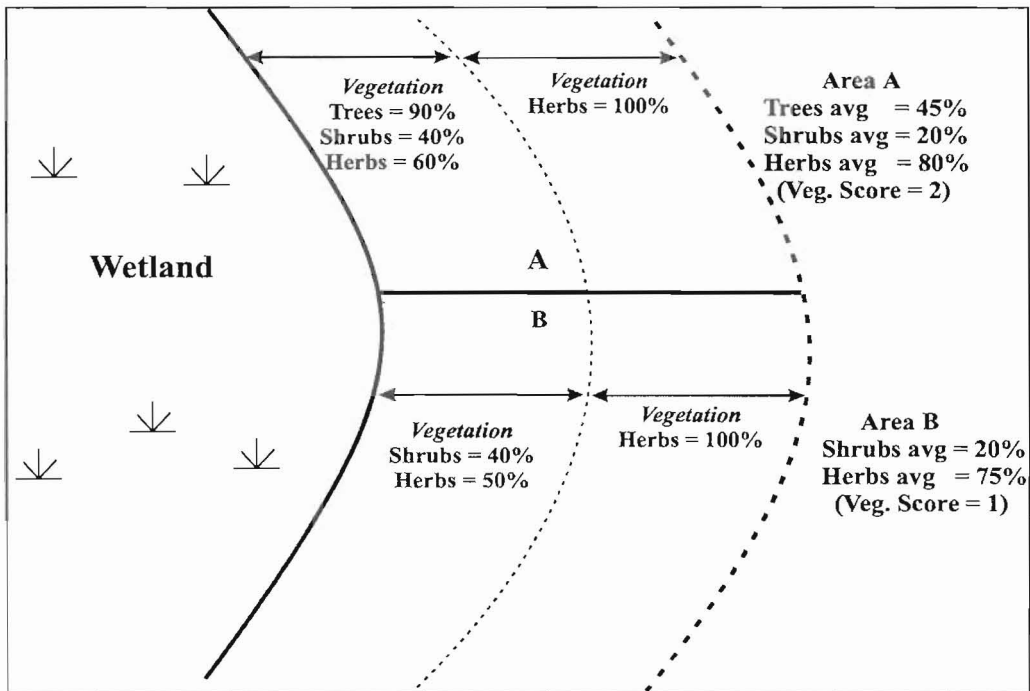 Vegetation
Trees = 90%
Shrubs = 40%
Herbs = 60%
Vegetation
Herbs = 100%
Area A
Trees avg = 45%
Shrubs avg = 20%
Herbs avg = 80%
(Veg. Score = 2)
Wetland
A
B
Vegetation
Shrubs = 40%
Herbs = 50%
Vegetation
Herbs = 100%
Area B
Shrubs avg = 20%
Herbs avg = 75%
(Veg. Score = 1)